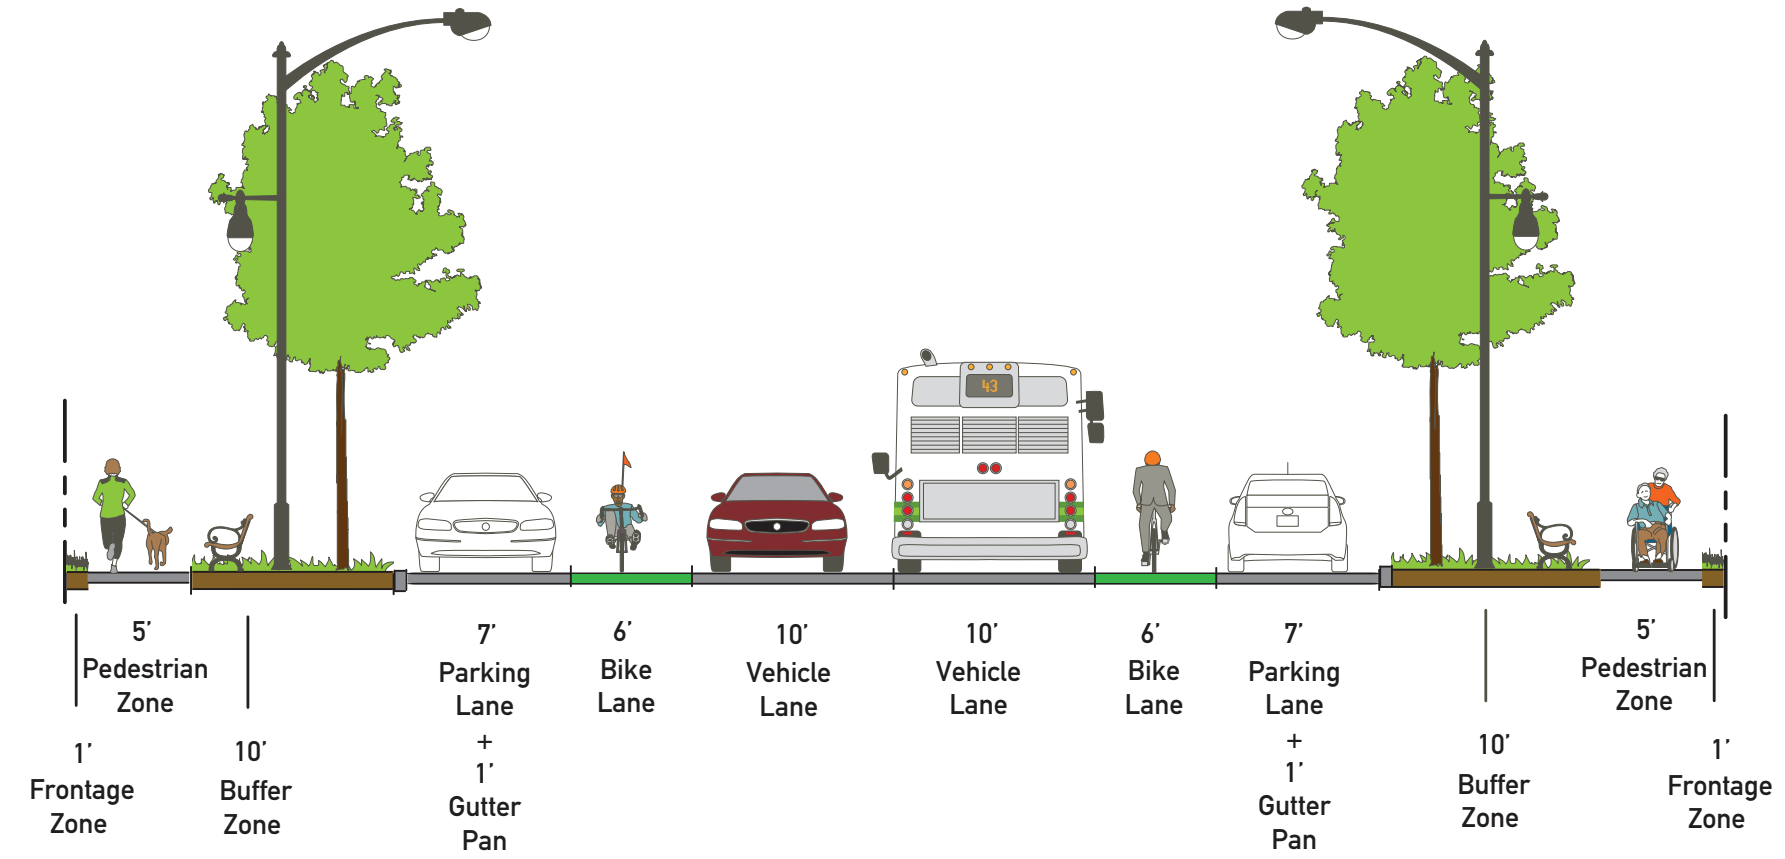 43
5’
Pedestrian
Zone
1’
Frontage
Zone
10’
Buffer
Zone
7’
Parking
Lane
+
1’
Gutter
Pan
6’
Bike
Lane
10’
Vehicle
Lane
10’
Vehicle
Lane
6’
Bike
Lane
7’
Parking
Lane
+
1’
Gutter
Pan
10’
Buffer
Zone
5’
Pedestrian
Zone
1’
Frontage
Zone